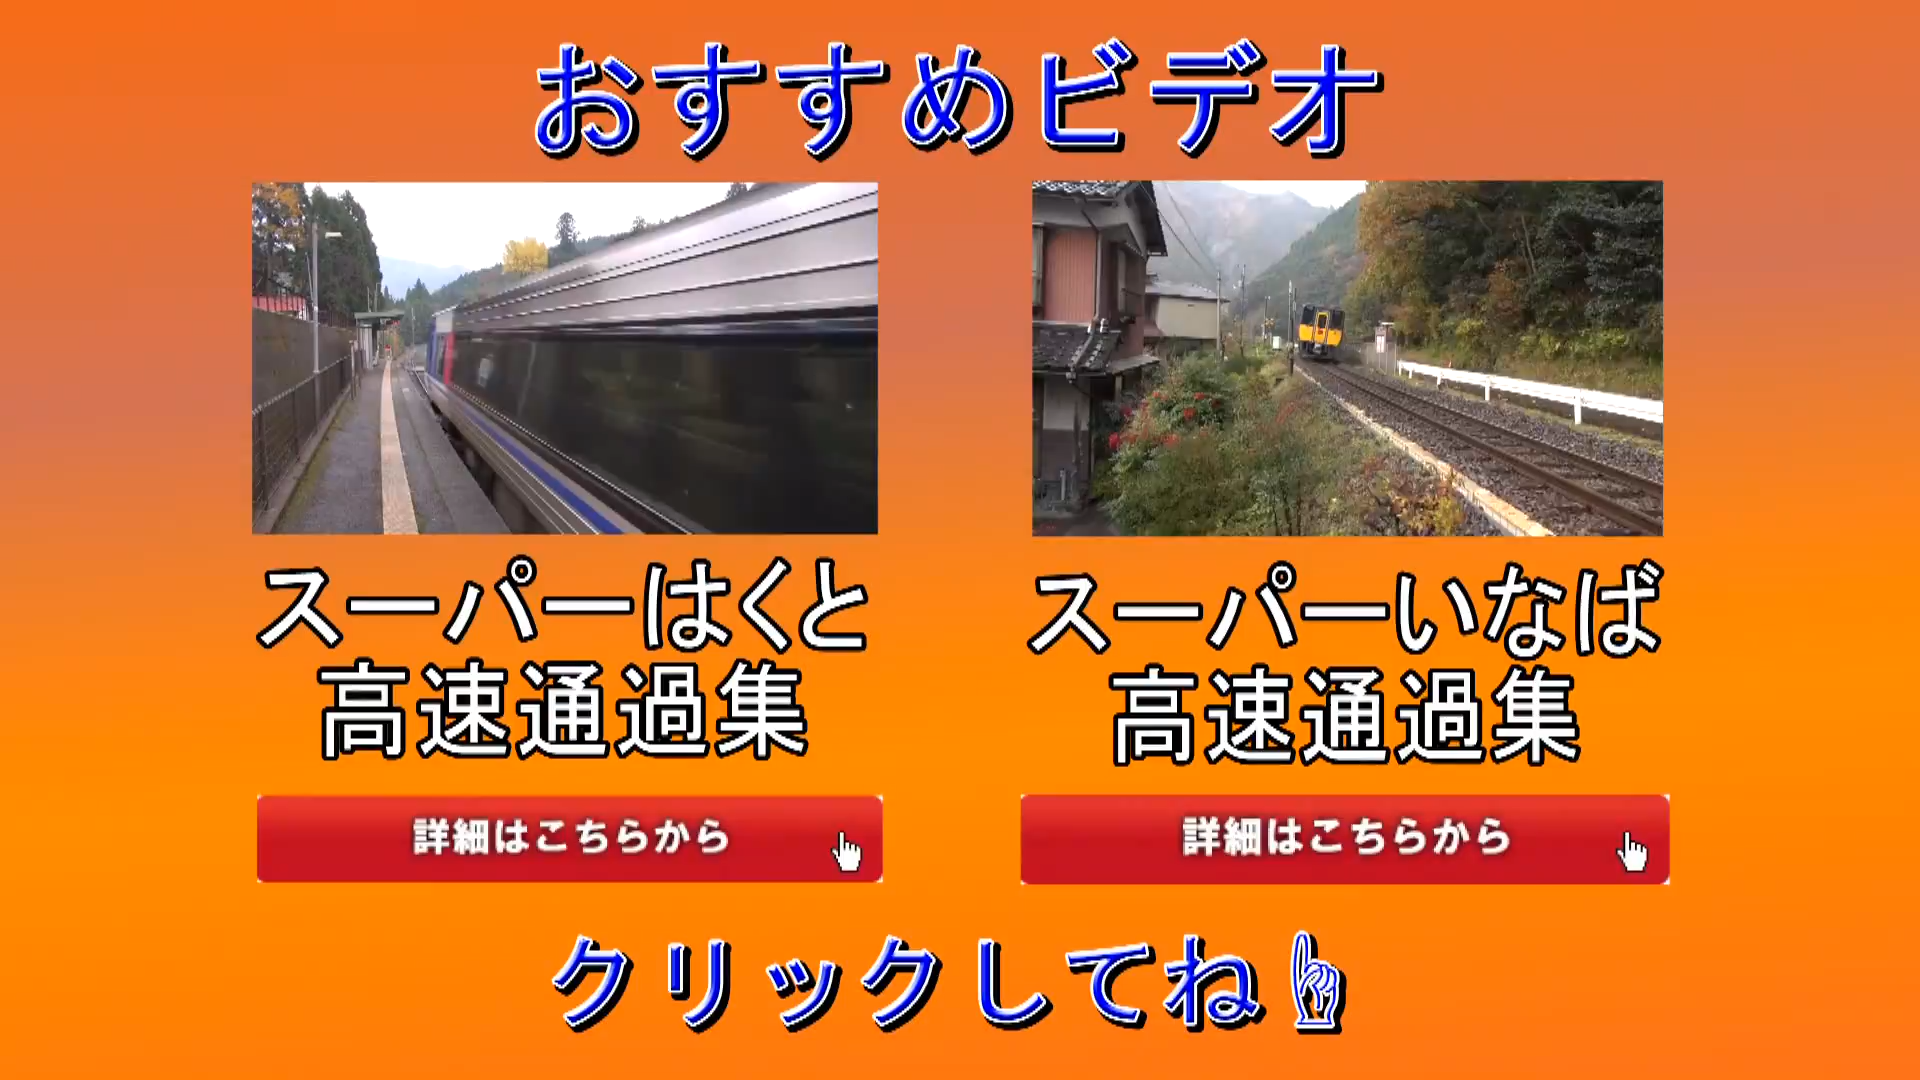 おすすめビデオ
スーパーはくと
高速通過集
詳細はこちらから
スーパーいなば
高速通過集
詳細はこちらから
クリックしてね☝